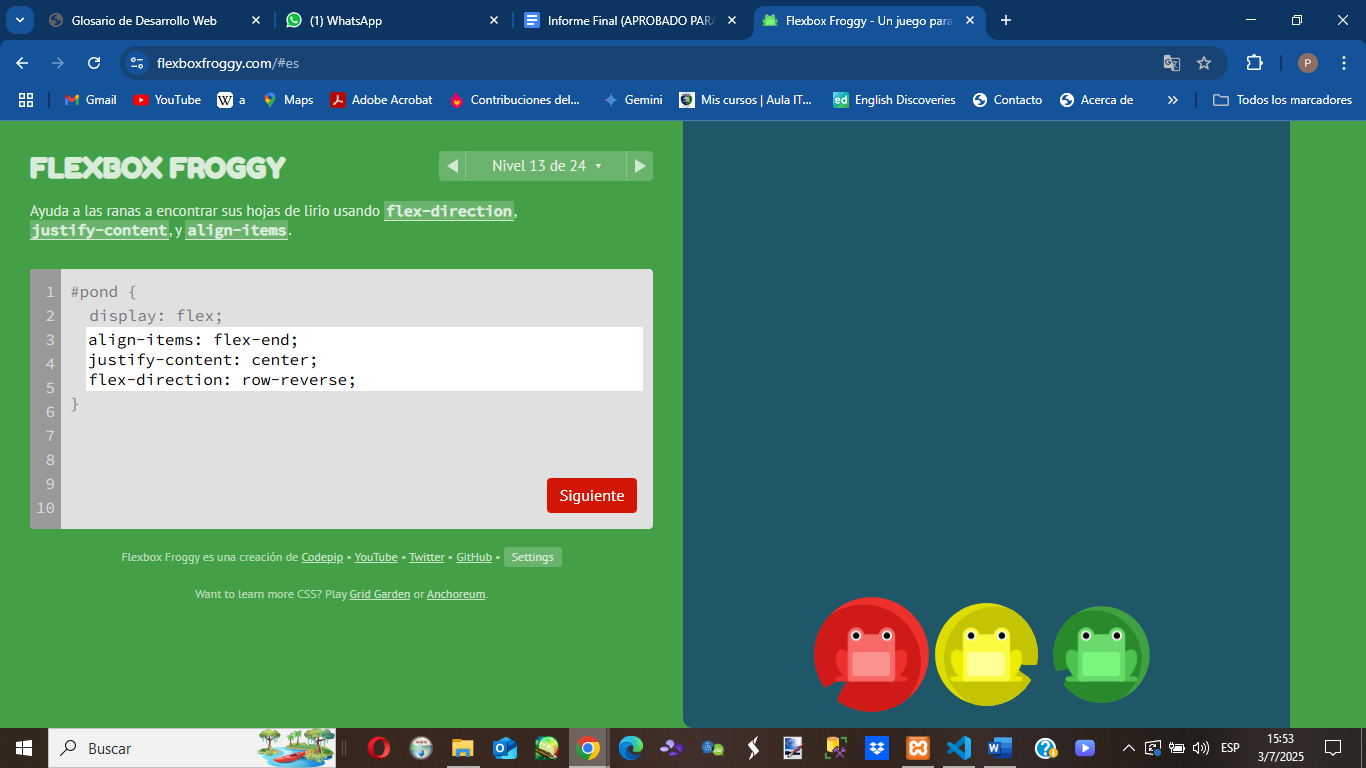 Glosario de Desarrollo Web
(1) WhatsApp
Informe Final (APROBADO PARA
Flexbox Froggy - Un juego para
flexboxfroggy.com/#es
P
Gmail
YouTube
W a
Maps
Adobe Acrobat
Contribuciones del...
Gemini
Mis cursos | Aula IT...
ed English Discoveries
Contacto
Acerca de
»
Todos los marcadores
FLEXBOX FROGGY
Nivel 13 de 24
Ayuda a las ranas a encontrar sus hojas de lirio usando flex-direction,
justify-content, y align-items.
1 #pond {
2 display: flex;
3 align-items: flex-end;
4 justify-content: center;
5 flex-direction: row-reverse;
6 }
7
8
9
10
Siguiente
Flexbox Froggy es una creación de Codepip • YouTube • Twitter • GitHub • Settings
Want to learn more CSS? Play Grid Garden or Anchoreum.
Buscar
ESP
15:53
3/7/2025